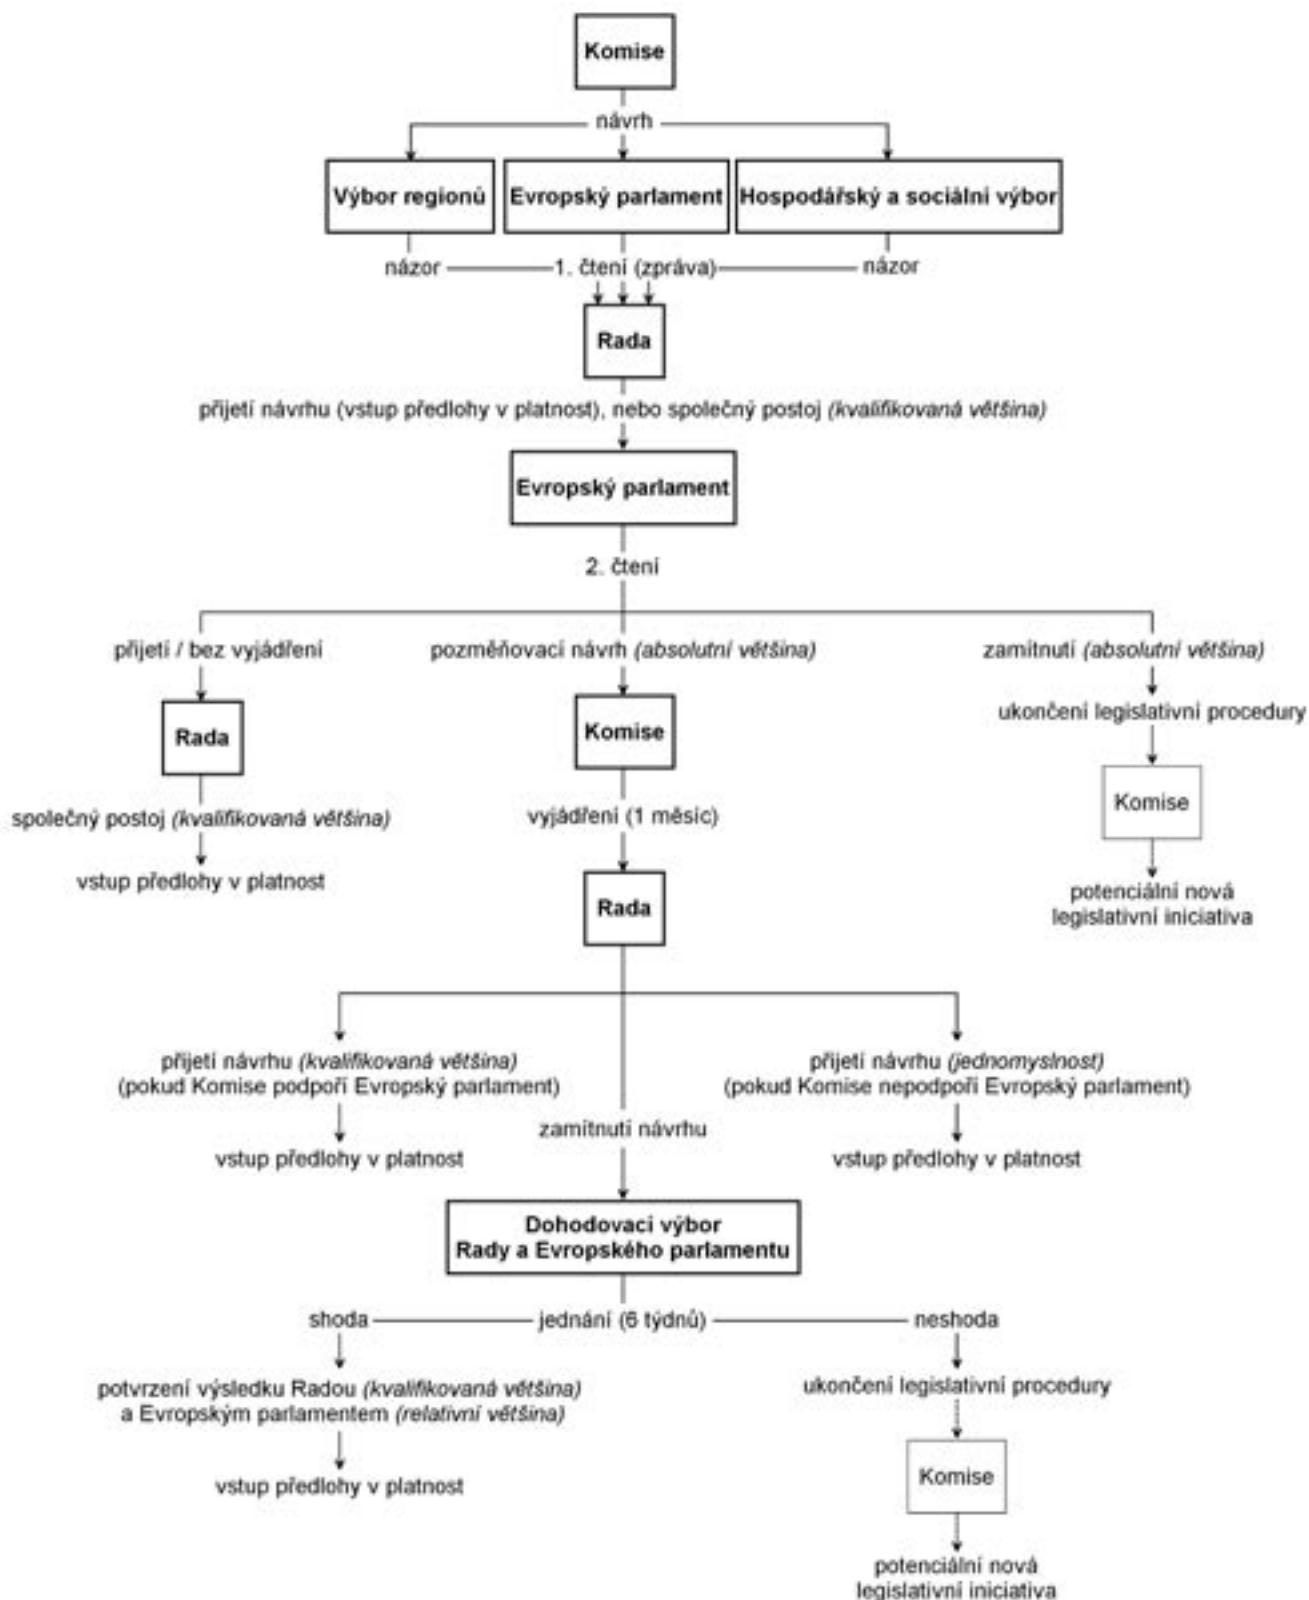 Komise
návrh
Výbor regionů
Evropský parlament
Hospodářský a sociální výbor
názor
1. čtení (zpráva)
názor
Rada
přijetí návrhu (vstup předlohy v platnost), nebo společný postoj (kvalifikovaná většina)
Evropský parlament
2. čtení
přijetí / bez vyjádření
pozměňovací návrh (absolutní většina)
zamítnutí (absolutní většina)
Rada
Komise
ukončení legislativní procedury
Komise
společný postoj (kvalifikovaná většina)
vyjádření (1 měsíc)
vstup předlohy v platnost
Rada
potenciální nová
legislativní iniciativa
přijetí návrhu (kvalifikovaná většina)
(pokud Komise podpoří Evropský parlament)
přijetí návrhu (jednomyslnost)
(pokud Komise nepodpoří Evropský parlament)
zamítnutí návrhu
vstup předlohy v platnost
vstup předlohy v platnost
Dohodovací výbor
Rady a Evropského parlamentu
shoda
jednání (6 týdnů)
neshoda
potvrzení výsledku Radou (kvalifikovaná většina)
a Evropským parlamentem (relativní většina)
ukončení legislativní procedury
vstup předlohy v platnost
Komise
potenciální nová
legislativní iniciativa